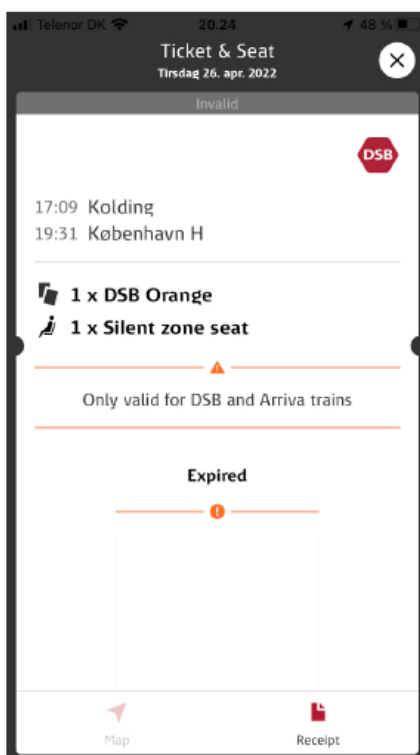 Telenor DK 20.24 48 %
Ticket & Seat
Tirsdag 26. apr. 2022
Invalid
DSB
17:09 Kolding
19:31 København H
1 x DSB Orange
1 x Silent zone seat
Only valid for DSB and Arriva trains
Expired
Map
Receipt